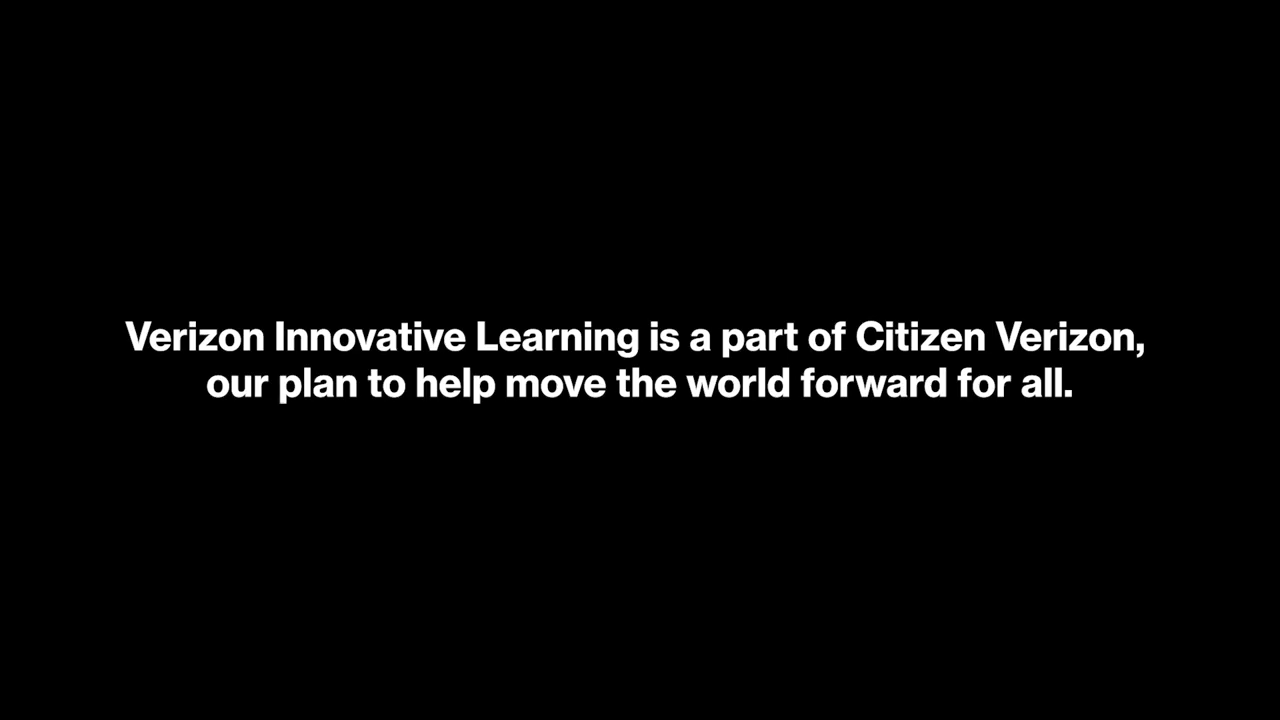 Verizon Innovative Learning is a part of Citizen Verizon,
our plan to help move the world forward for all.